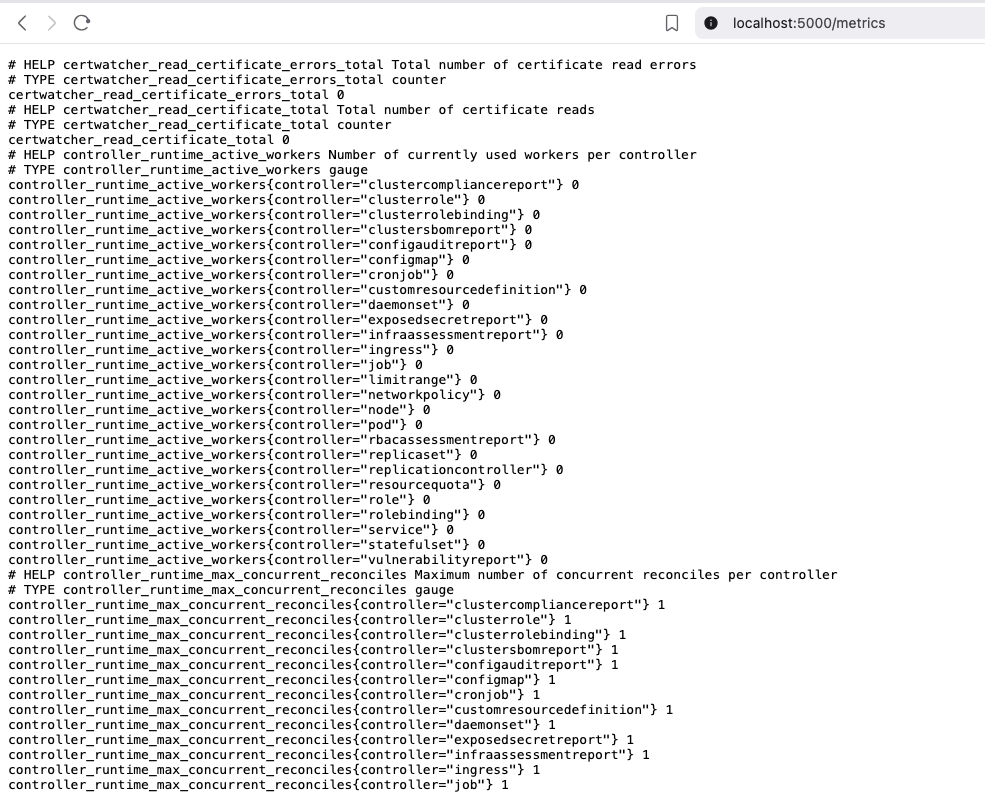 localhost:5000/metrics
# HELP certwatcher_read_certificate_errors_total Total number of certificate read errors
# TYPE certwatcher_read_certificate_errors_total counter
certwatcher_read_certificate_errors_total 0
# HELP certwatcher_read_certificate_total Total number of certificate reads
# TYPE certwatcher_read_certificate_total counter
certwatcher_read_certificate_total 0
# HELP controller_runtime_active_workers Number of currently used workers per controller
# TYPE controller_runtime_active_workers gauge
controller_runtime_active_workers{controller="clustercompliancereport"} 0
controller_runtime_active_workers{controller="clusterrole"} 0
controller_runtime_active_workers{controller="clusterrolebinding"} 0
controller_runtime_active_workers{controller="clustersbomreport"} 0
controller_runtime_active_workers{controller="configauditreport"} 0
controller_runtime_active_workers{controller="configmap"} 0
controller_runtime_active_workers{controller="cronjob"} 0
controller_runtime_active_workers{controller="customresourcedefinition"} 0
controller_runtime_active_workers{controller="daemonset"} 0
controller_runtime_active_workers{controller="exposedsecretreport"} 0
controller_runtime_active_workers{controller="infraassessmentreport"} 0
controller_runtime_active_workers{controller="ingress"} 0
controller_runtime_active_workers{controller="job"} 0
controller_runtime_active_workers{controller="limitrange"} 0
controller_runtime_active_workers{controller="networkpolicy"} 0
controller_runtime_active_workers{controller="node"} 0
controller_runtime_active_workers{controller="pod"} 0
controller_runtime_active_workers{controller="rbacassessmentreport"} 0
controller_runtime_active_workers{controller="replicaset"} 0
controller_runtime_active_workers{controller="replicationcontroller"} 0
controller_runtime_active_workers{controller="resourcequota"} 0
controller_runtime_active_workers{controller="role"} 0
controller_runtime_active_workers{controller="rolebinding"} 0
controller_runtime_active_workers{controller="service"} 0
controller_runtime_active_workers{controller="statefulset"} 0
controller_runtime_active_workers{controller="vulnerabilityreport"} 0
# HELP controller_runtime_max_concurrent_reconciles Maximum number of concurrent reconciles per controller
# TYPE controller_runtime_max_concurrent_reconciles gauge
controller_runtime_max_concurrent_reconciles{controller="clustercompliancereport"} 1
controller_runtime_max_concurrent_reconciles{controller="clusterrole"} 1
controller_runtime_max_concurrent_reconciles{controller="clusterrolebinding"} 1
controller_runtime_max_concurrent_reconciles{controller="clustersbomreport"} 1
controller_runtime_max_concurrent_reconciles{controller="configauditreport"} 1
controller_runtime_max_concurrent_reconciles{controller="configmap"} 1
controller_runtime_max_concurrent_reconciles{controller="cronjob"} 1
controller_runtime_max_concurrent_reconciles{controller="customresourcedefinition"} 1
controller_runtime_max_concurrent_reconciles{controller="daemonset"} 1
controller_runtime_max_concurrent_reconciles{controller="exposedsecretreport"} 1
controller_runtime_max_concurrent_reconciles{controller="infraassessmentreport"} 1
controller_runtime_max_concurrent_reconciles{controller="ingress"} 1
controller_runtime_max_concurrent_reconciles{controller="job"} 1